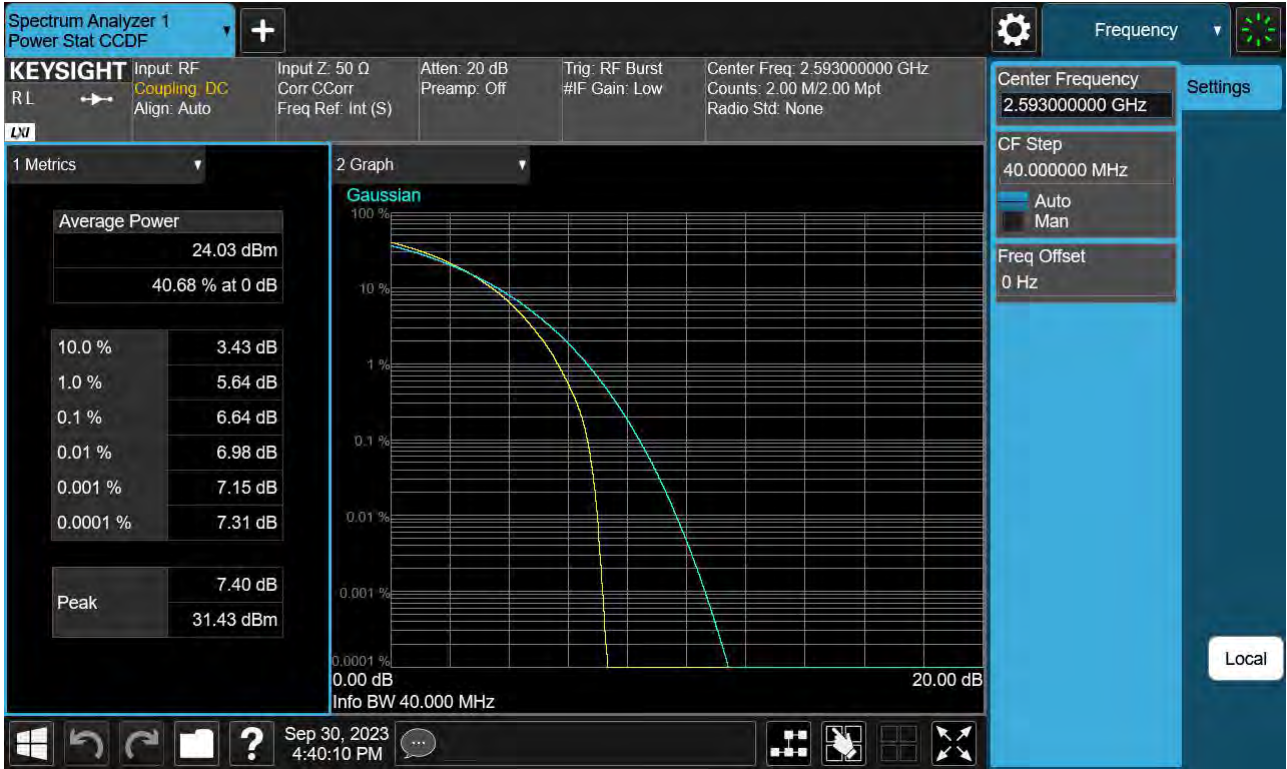 Spectrum Analyzer 1
Power Stat CCDF
Frequency
KEYSIGHT
RL
LXI
Input: RF
Coupling: DC
Align: Auto
Input Z: 50 Ω
Corr CCorr
Freq Ref: Int (S)
Atten: 20 dB
Preamp: Off
Trig: RF Burst
#IF Gain: Low
Center Freq: 2.593000000 GHz
Counts: 2.00 M/2.00 Mpt
Radio Std: None
1 Metrics
Average Power
24.03 dBm
40.68 % at 0 dB
10.0 % 3.43 dB
1.0 % 5.64 dB
0.1 % 6.64 dB
0.01 % 6.98 dB
0.001 % 7.15 dB
0.0001 % 7.31 dB
Peak
7.40 dB
31.43 dBm
2 Graph
Gaussian
100 %
10 %
1 %
0.1 %
0.01 %
0.001 %
0.0001 %
0.00 dB 20.00 dB
Info BW 40.000 MHz
Center Frequency
2.593000000 GHz
CF Step
40.000000 MHz
Auto
Man
Freq Offset
0 Hz
Settings
Local
?
Sep 30, 2023
4:40:10 PM